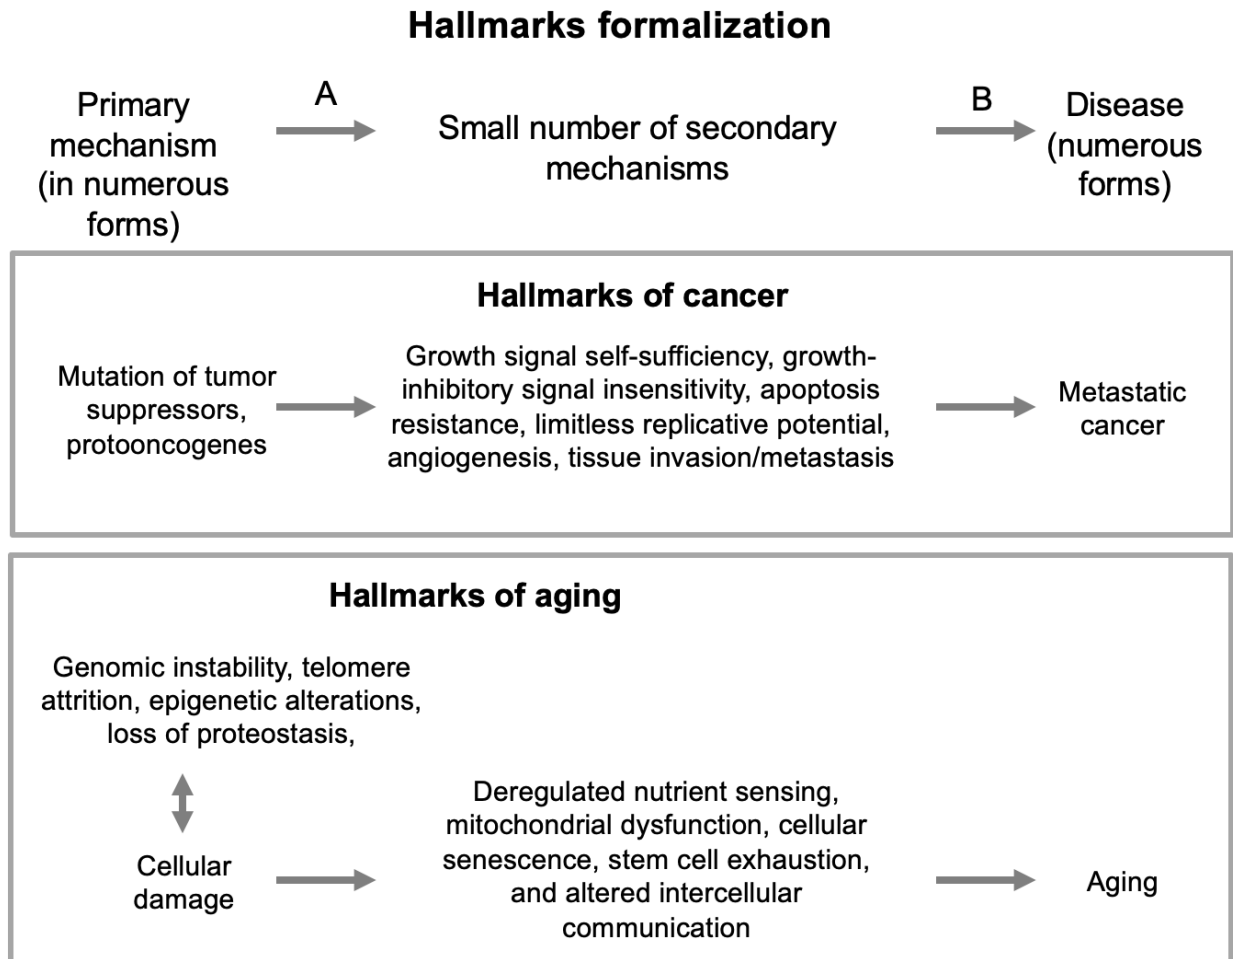 Hallmarks formalization
Primary
mechanism
(in numerous
forms)
A
Small number of secondary
mechanisms
B
Disease
(numerous
forms)
Hallmarks of cancer
Mutation of tumor
suppressors,
protooncogenes
Growth signal self-sufficiency, growth-
inhibitory signal insensitivity, apoptosis
resistance, limitless replicative potential,
angiogenesis, tissue invasion/metastasis
Metastatic
cancer
Hallmarks of aging
Genomic instability, telomere
attrition, epigenetic alterations,
loss of proteostasis,
Cellular
damage
Deregulated nutrient sensing,
mitochondrial dysfunction, cellular
senescence, stem cell exhaustion,
and altered intercellular
communication
Aging